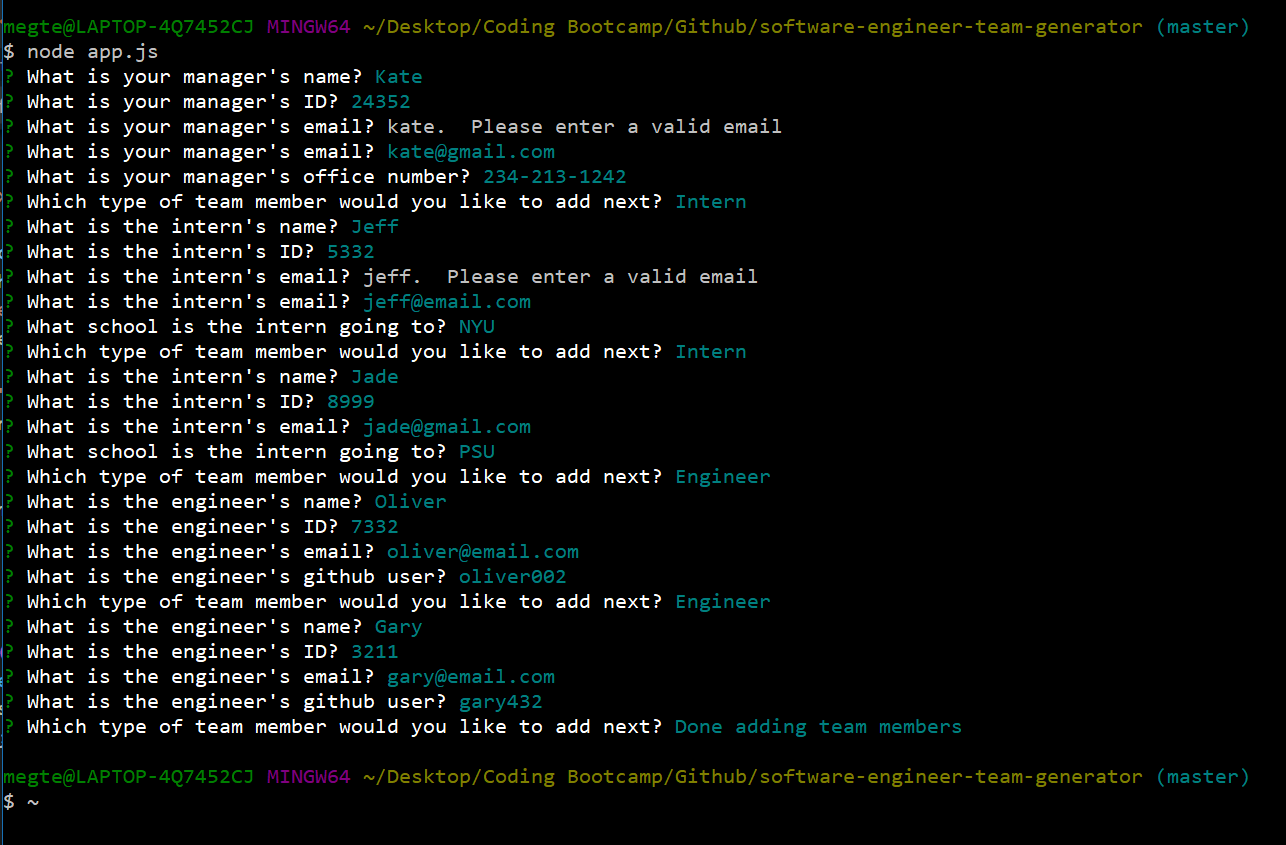 megte@LAPTOP-4Q7452CJ MINGW64 ~/Desktop/Coding Bootcamp/Github/software-engineer-team-generator (master)
$ node app.js
? What is your manager's name? Kate
? What is your manager's ID? 24352
? What is your manager's email? kate.  Please enter a valid email
? What is your manager's email? kate@gmail.com
? What is your manager's office number? 234-213-1242
? Which type of team member would you like to add next? Intern
? What is the intern's name? Jeff
? What is the intern's ID? 5332
? What is the intern's email? jeff.  Please enter a valid email
? What is the intern's email? jeff@email.com
? What school is the intern going to? NYU
? Which type of team member would you like to add next? Intern
? What is the intern's name? Jade
? What is the intern's ID? 8999
? What is the intern's email? jade@gmail.com
? What school is the intern going to? PSU
? Which type of team member would you like to add next? Engineer
? What is the engineer's name? Oliver
? What is the engineer's ID? 7332
? What is the engineer's email? oliver@email.com
? What is the engineer's github user? oliver002
? Which type of team member would you like to add next? Engineer
? What is the engineer's name? Gary
? What is the engineer's ID? 3211
? What is the engineer's email? gary@email.com
? What is the engineer's github user? gary432
? Which type of team member would you like to add next? Done adding team members
megte@LAPTOP-4Q7452CJ MINGW64 ~/Desktop/Coding Bootcamp/Github/software-engineer-team-generator (master)
$ ~